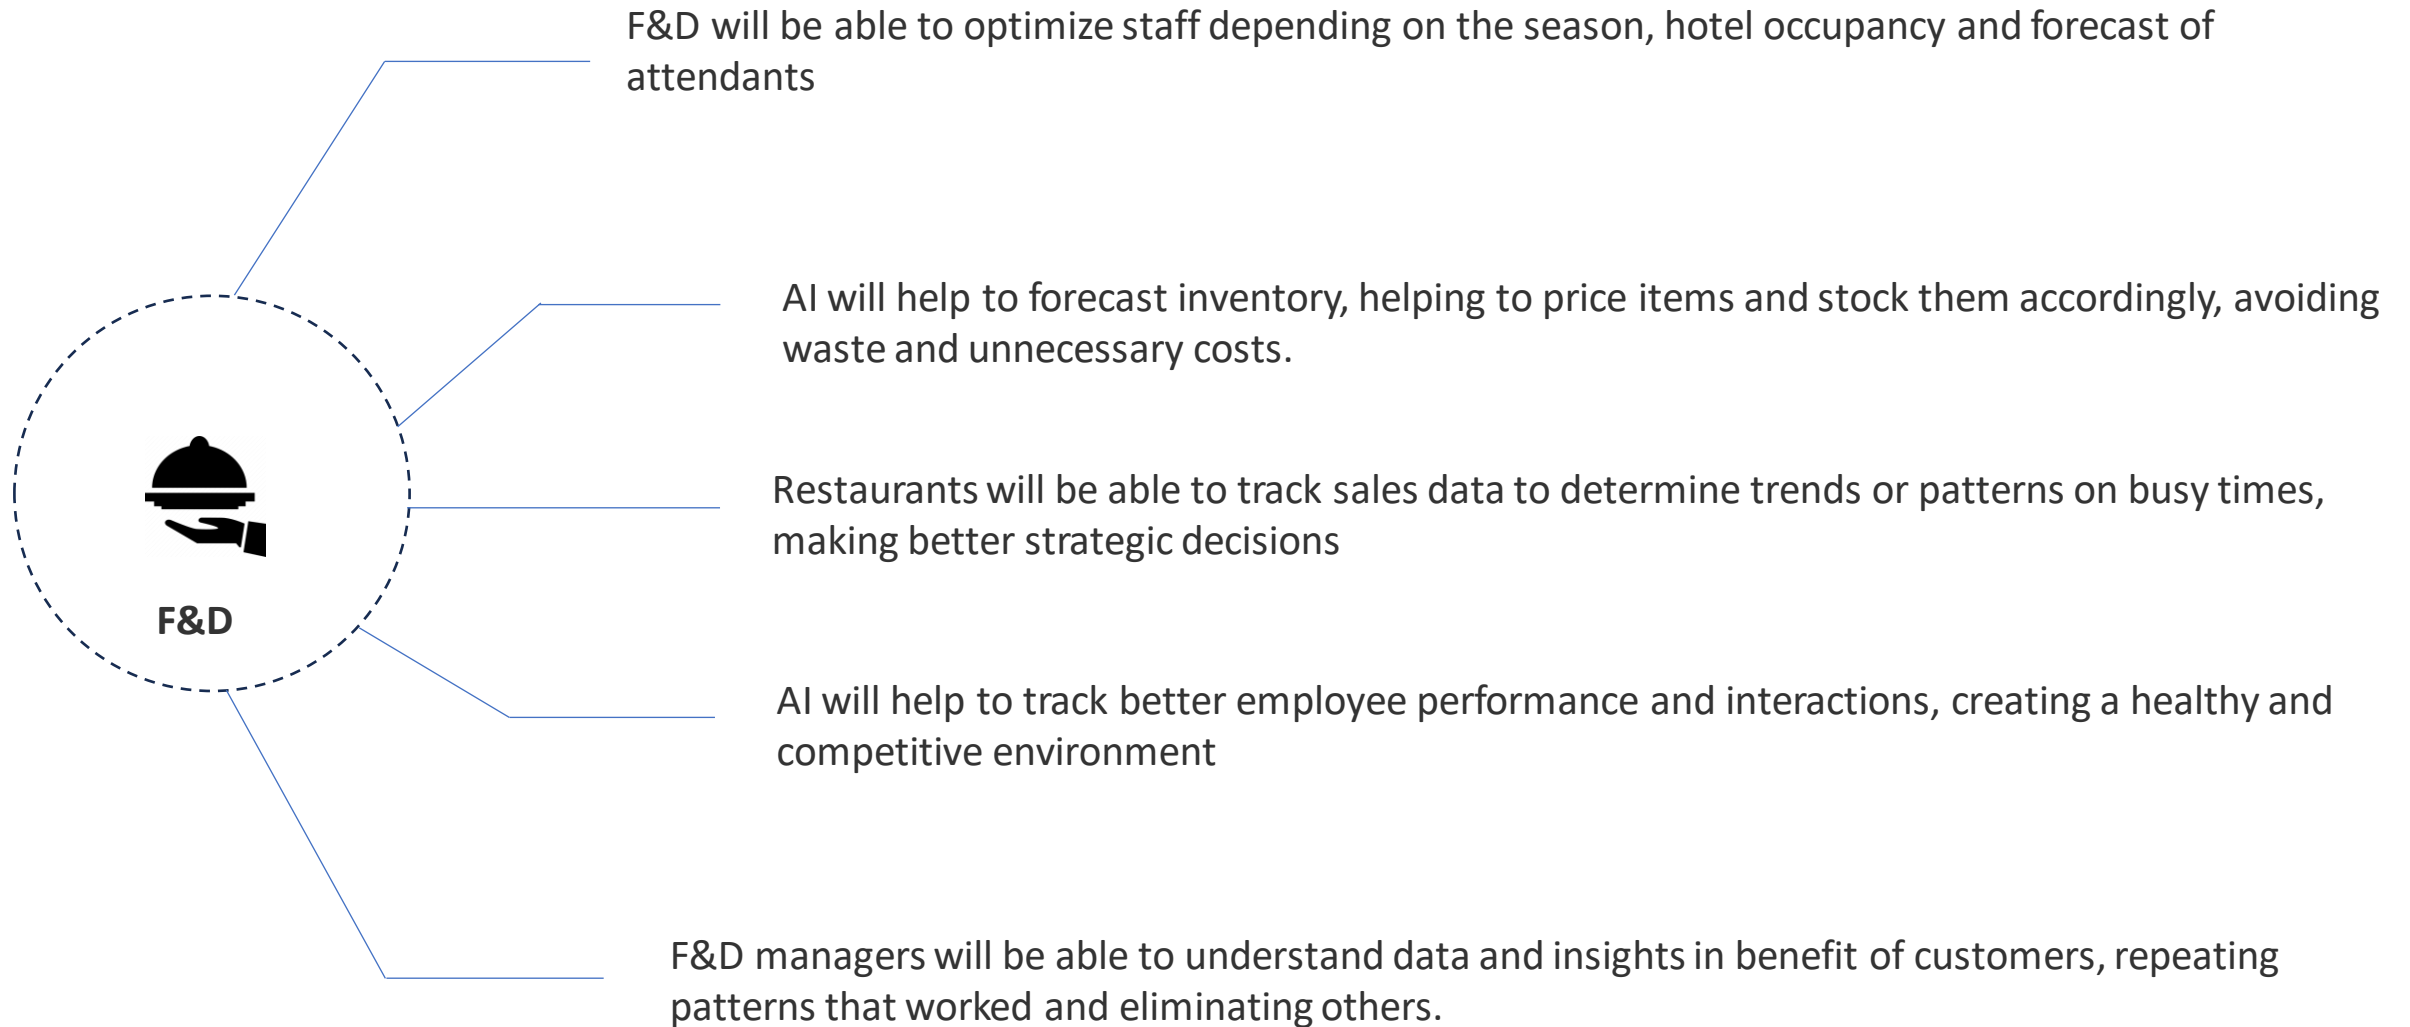 F&D will be able to optimize staff depending on the season, hotel occupancy and forecast of
attendants
AI will help to forecast inventory, helping to price items and stock them accordingly, avoiding
waste and unnecessary costs.
Restaurants will be able to track sales data to determine trends or patterns on busy times,
making better strategic decisions
F&D
AI will help to track better employee performance and interactions, creating a healthy and
competitive environment
F&D managers will be able to understand data and insights in benefit of customers, repeating
patterns that worked and eliminating others.